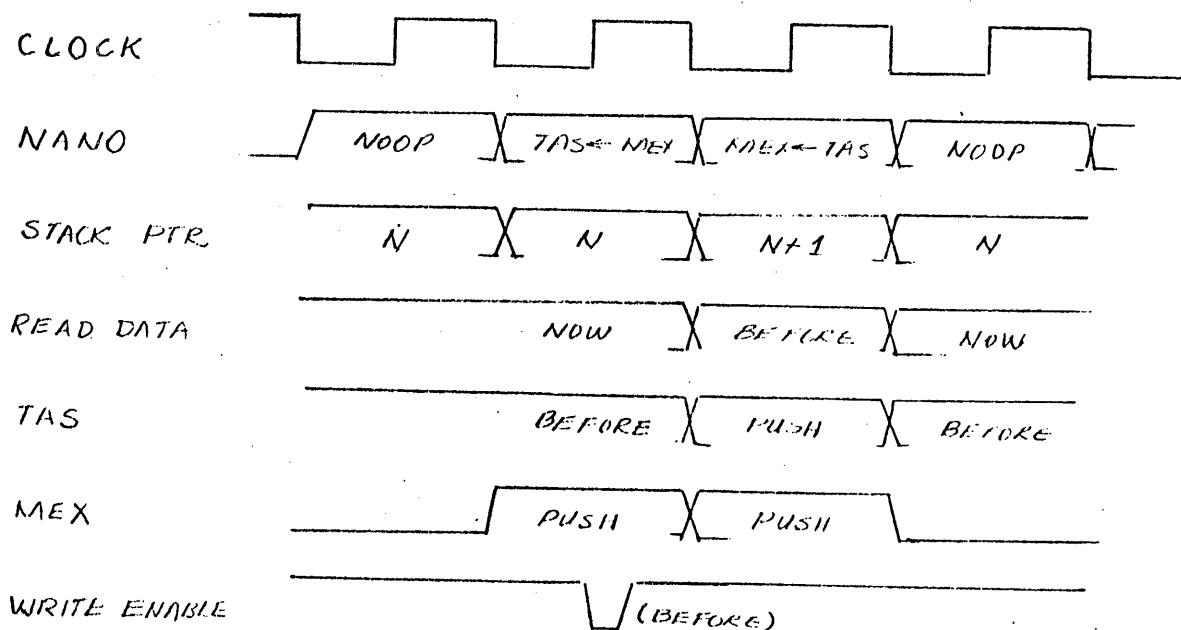 CLOCK
NANO NOOP TAS←MEX MEX←TAS NOOP
STACK PTR N N N+1 N
READ DATA NOW BEFORE NOW
TAS BEFORE PUSH BEFORE
MEX PUSH PUSH
WRITE ENABLE (BEFORE)